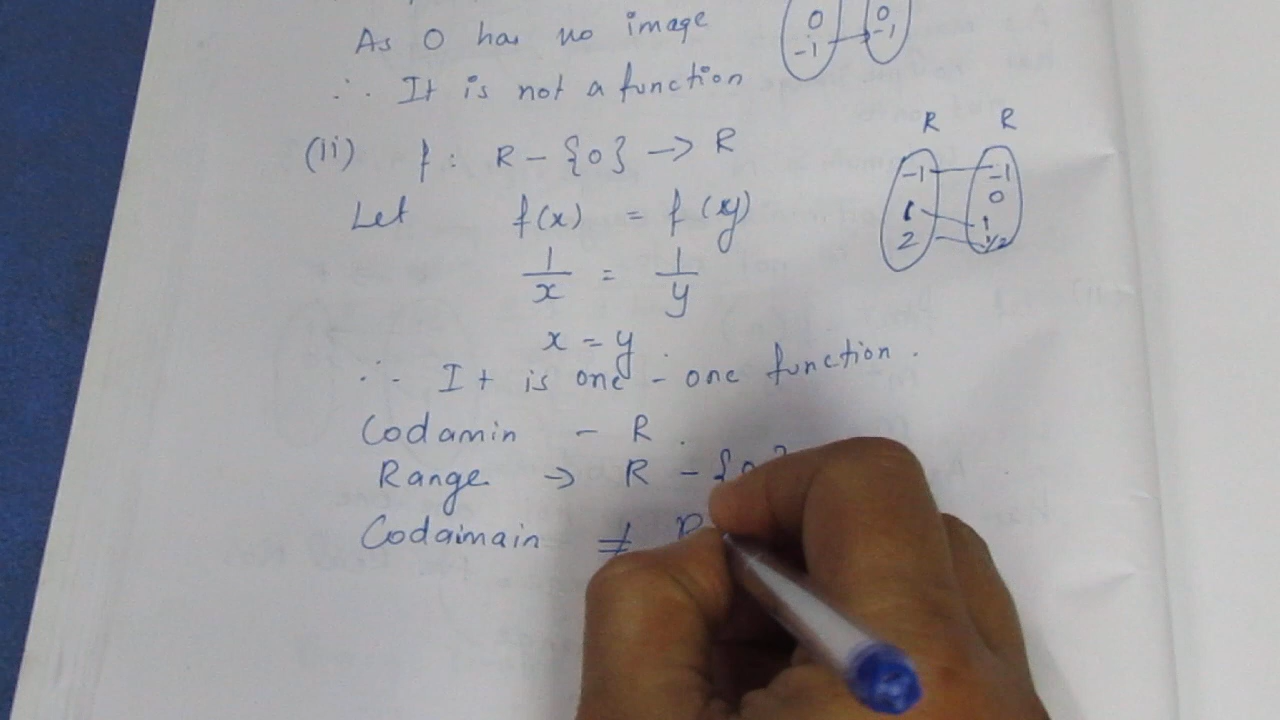 As 0 has no image
∴ It is not a function
0 0
-1 -1
(ii) f : R - {0} → R
R R
-1 -1
0
1 1
2 1/2
Let f(x) = f(y)
1/x = 1/y
x = y
∴ It is one - one function.
Codamin - R.
Range → R - {0}
Codaimain ≠